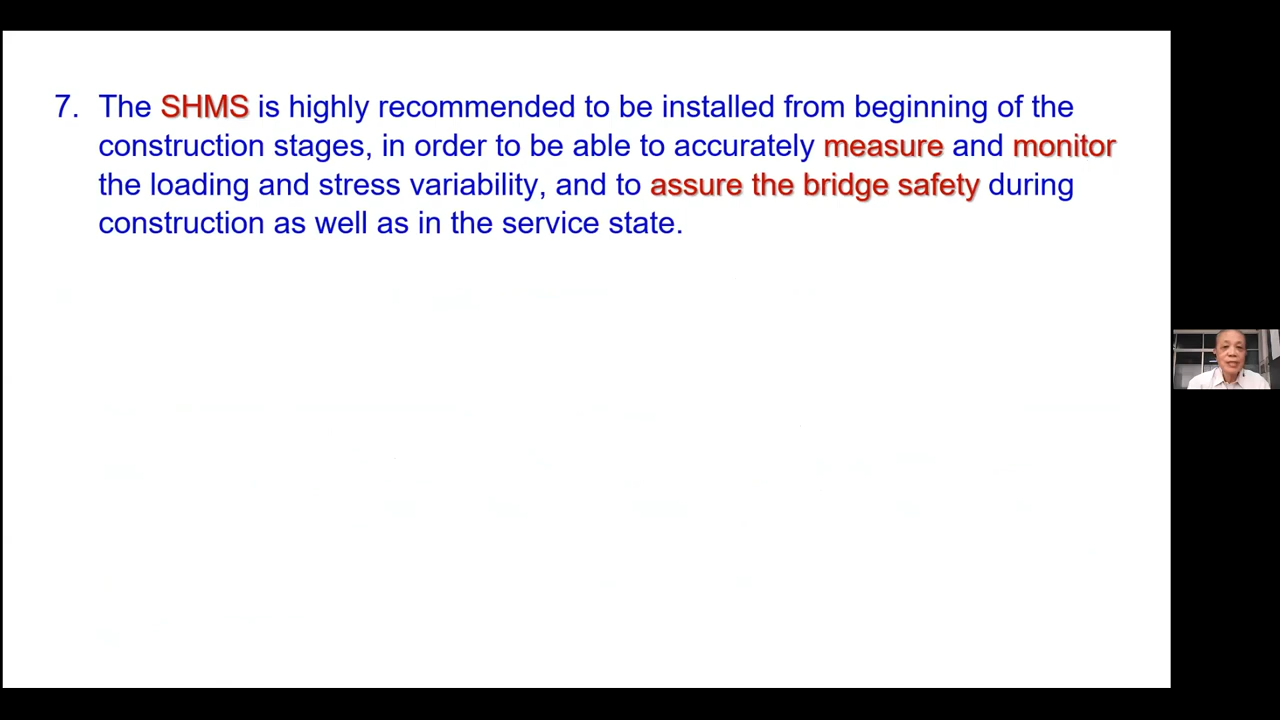 7. The SHMS is highly recommended to be installed from beginning of the
construction stages, in order to be able to accurately measure and monitor
the loading and stress variability, and to assure the bridge safety during
construction as well as in the service state.